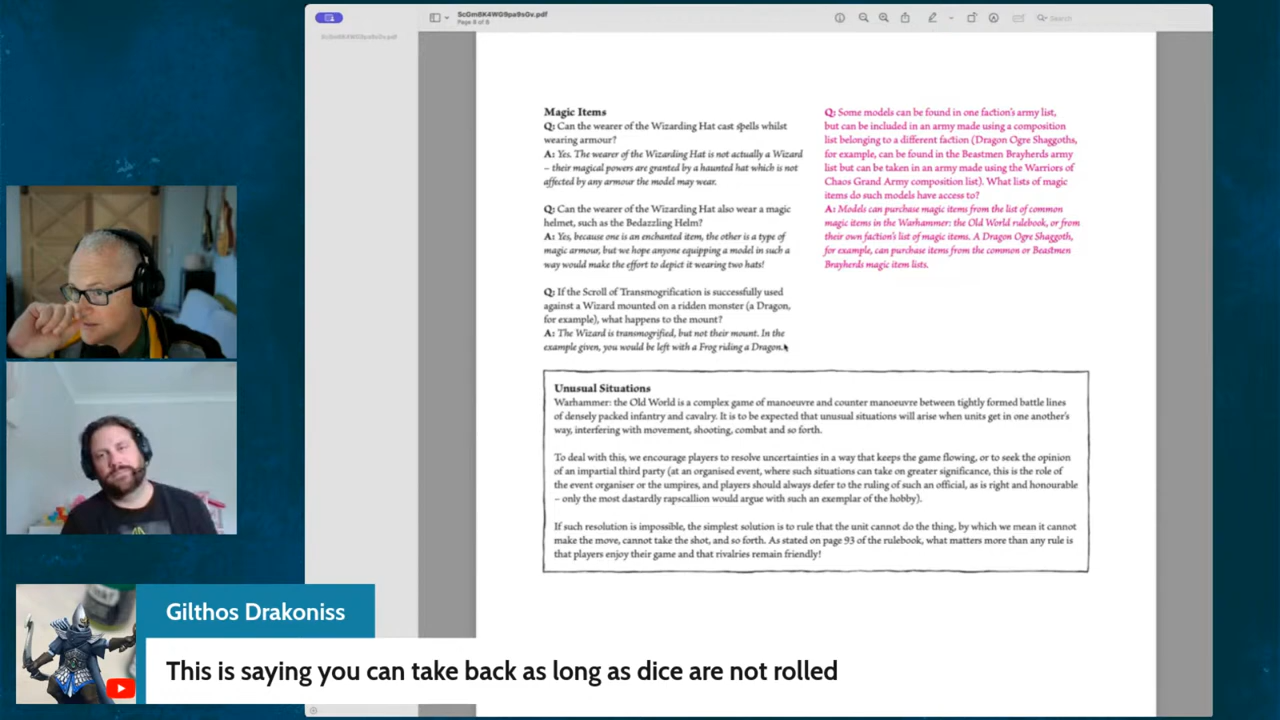 5cGm8K4WG9pa9sGv.pdf
Page 8 of 8
Search
Magic Items
Q: Can the wearer of the Wizarding Hat cast spells whilst
wearing armour?
A: Yes. The wearer of the Wizarding Hat is not actually a Wizard
– their magical powers are granted by a haunted hat which is not
affected by any armour the model may wear.
Q: Can the wearer of the Wizarding Hat also wear a magic
helmet, such as the Bedazzling Helm?
A: Yes, because one is an enchanted item, the other is a type of
magic armour, but we hope anyone equipping a model in such a
way would make the effort to depict it wearing two hats!
Q: If the Scroll of Transmogrification is successfully used
against a Wizard mounted on a ridden monster (a Dragon,
for example), what happens to the mount?
A: The Wizard is transmogrified, but not their mount. In the
example given, you would be left with a Frog riding a Dragon.
Q: Some models can be found in one faction's army list,
but can be included in an army made using a composition
list belonging to a different faction (Dragon Ogre Shaggoths,
for example, can be found in the Beastmen Brayherds army
list but can be taken in an army made using the Warriors of
Chaos Grand Army composition list). What lists of magic
items do such models have access to?
A: Models can purchase magic items from the list of common
magic items in the Warhammer: the Old World rulebook, or from
their own faction's list of magic items. A Dragon Ogre Shaggoth,
for example, can purchase items from the common or Beastmen
Brayherds magic item lists.
Unusual Situations
Warhammer: the Old World is a complex game of manoeuvre and counter manoeuvre between tightly formed battle lines
of densely packed infantry and cavalry. It is to be expected that unusual situations will arise when units get in one another's
way, interfering with movement, shooting, combat and so forth.
To deal with this, we encourage players to resolve uncertainties in a way that keeps the game flowing, or to seek the opinion
of an impartial third party (at an organised event, where such situations can take on greater significance, this is the role of
the event organiser or the umpires, and players should always defer to the ruling of such an official, as is right and honourable
– only the most dastardly rapscallion would argue with such an exemplar of the hobby).
If such resolution is impossible, the simplest solution is to rule that the unit cannot do the thing, by which we mean it cannot
make the move, cannot take the shot, and so forth. As stated on page 93 of the rulebook, what matters more than any rule is
that players enjoy their game and that rivalries remain friendly!
Gilthos Drakoniss
This is saying you can take back as long as dice are not rolled